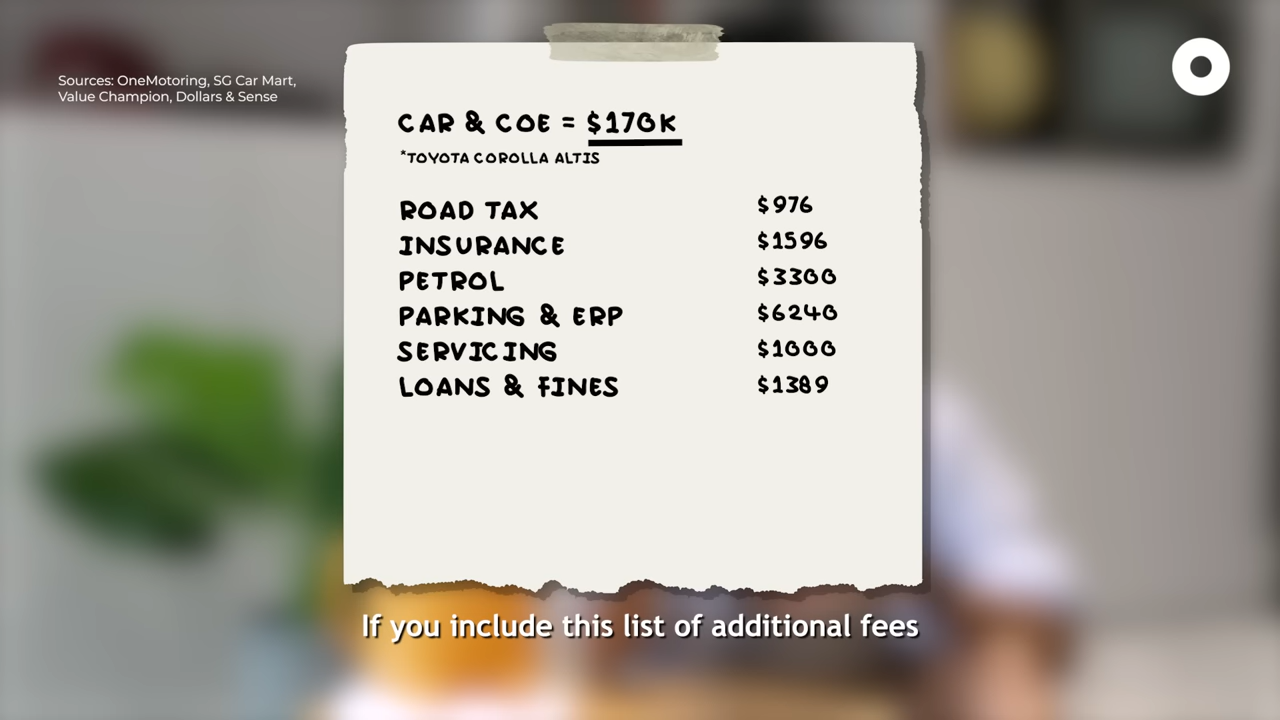 Sources: OneMotoring, SG Car Mart,
Value Champion, Dollars & Sense
CAR & COE = $170K
*TOYOTA COROLLA ALTIS
ROAD TAX $976
INSURANCE $1596
PETROL $3300
PARKING & ERP $6240
SERVICING $1000
LOANS & FINES $1389
If you include this list of additional fees